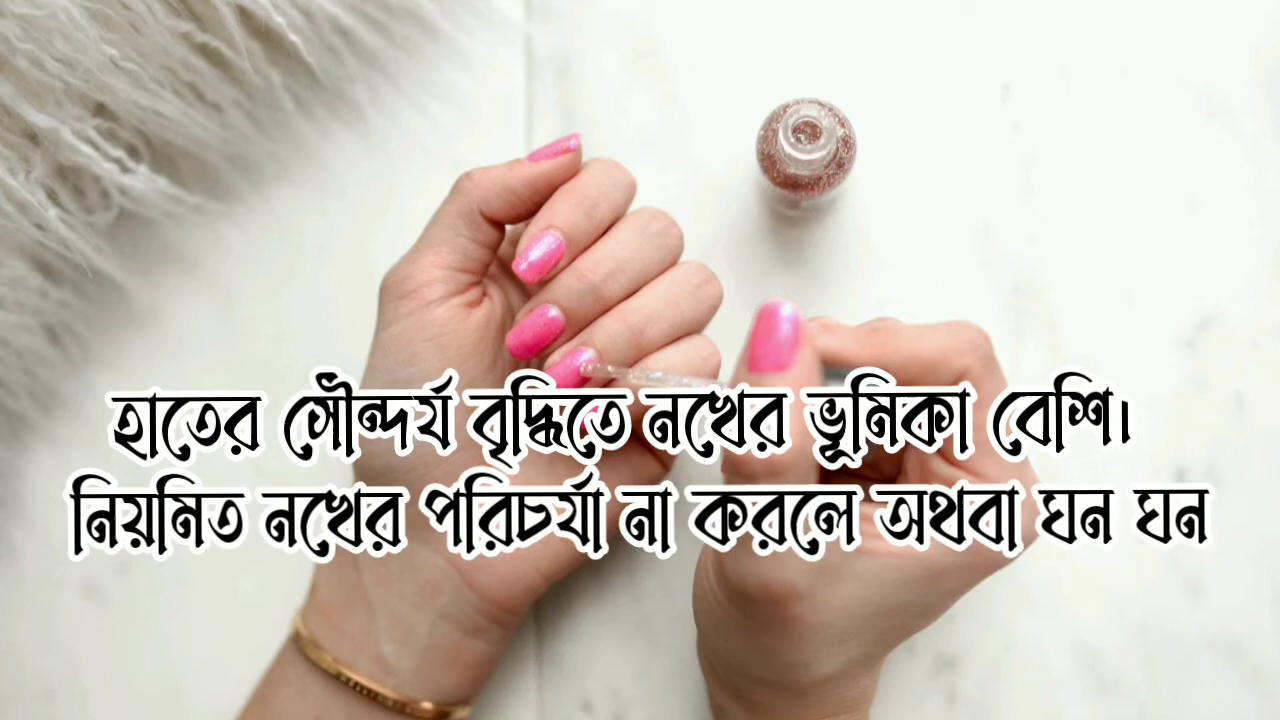 হাতের সৌন্দর্য বৃদ্ধিতে নখের ভূমিকা বেশি।
নিয়মিত নখের পরিচর্যা না করলে অথবা ঘন ঘন